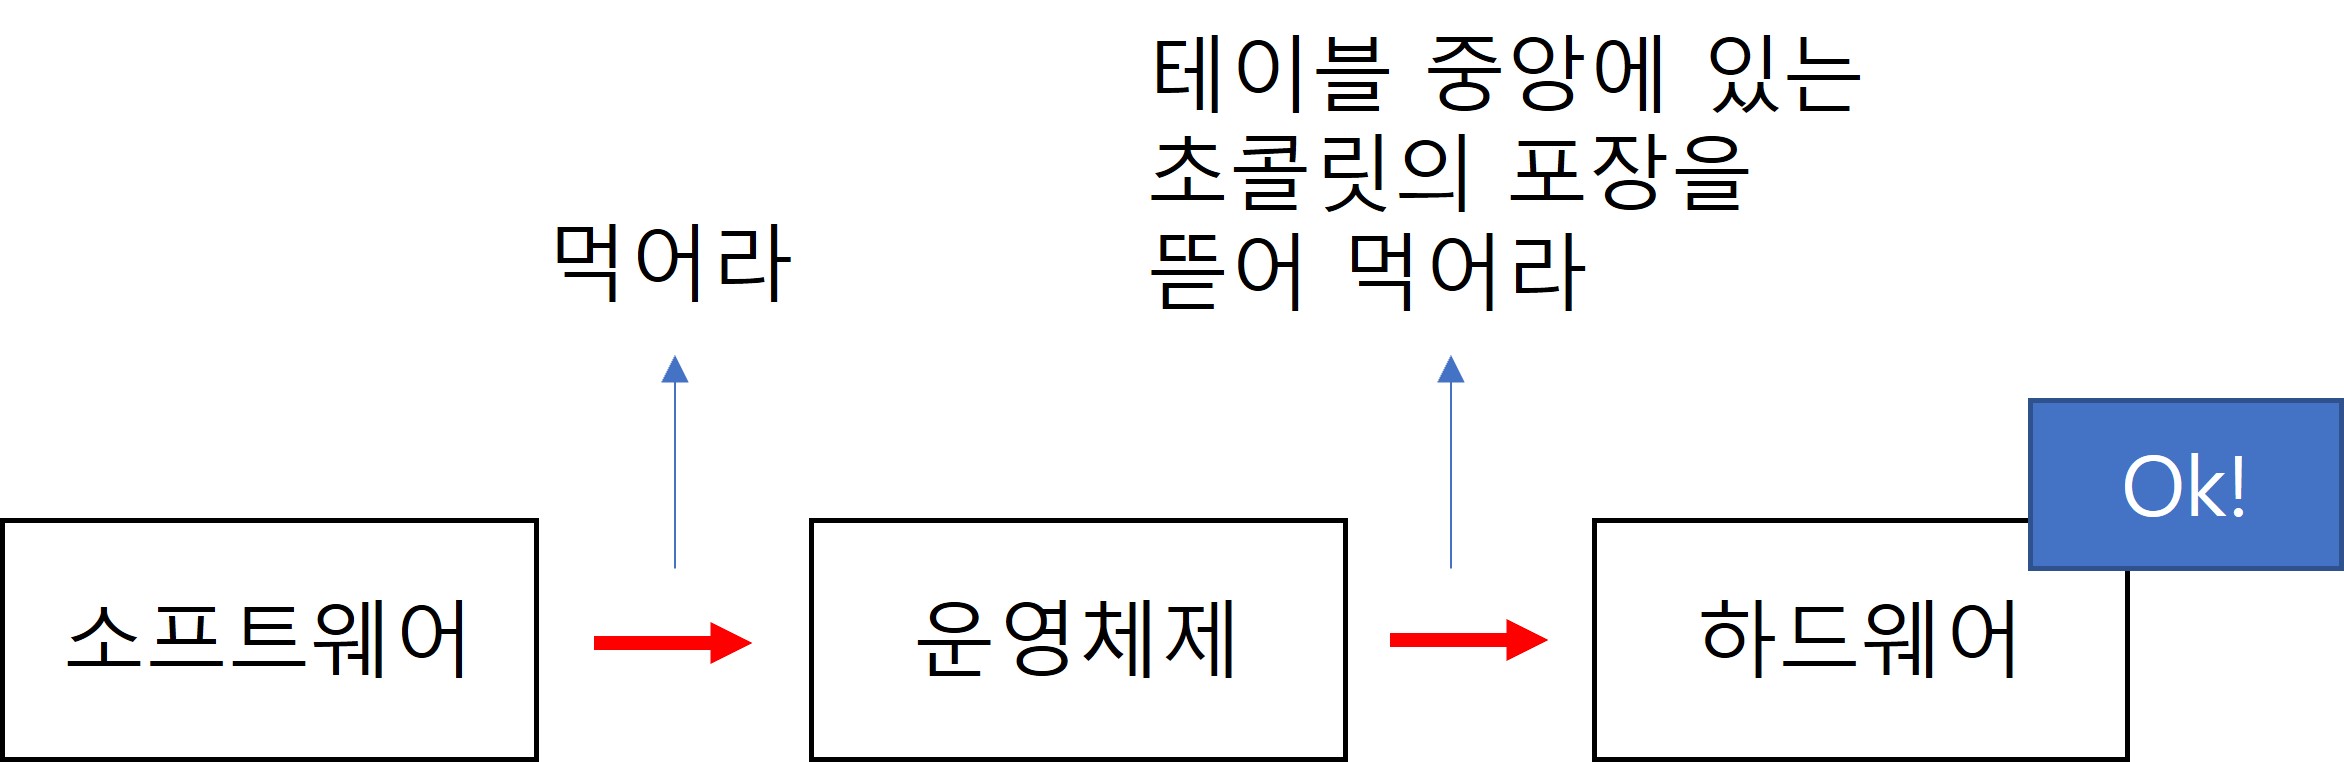 테이블 중앙에 있는
초콜릿의 포장을
뜯어 먹어라
먹어라
Ok!
소프트웨어
운영체제
하드웨어